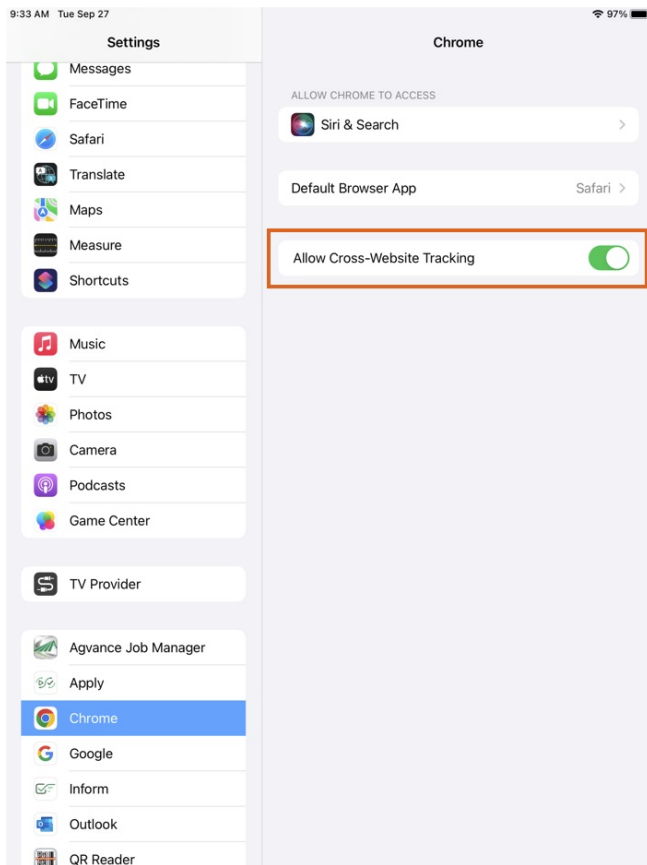 9:33 AM Tue Sep 27
97%
Settings
Messages
FaceTime
Safari
Translate
Maps
Measure
Shortcuts
Music
tv
TV
Photos
Camera
Podcasts
Game Center
TV Provider
Agvance Job Manager
Apply
Chrome
Google
Inform
Outlook
QR Reader
Chrome
ALLOW CHROME TO ACCESS
Siri & Search
Default Browser App Safari
Allow Cross-Website Tracking